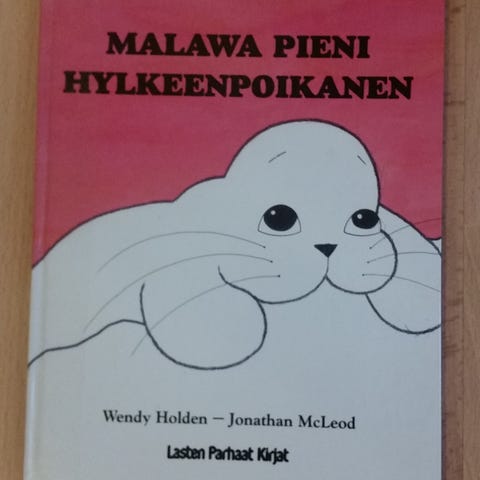 MALAWA PIENI
HYLKEENPOIKANEN
Wendy Holden – Jonathan McLeod
Lasten Parhaat Kirjat